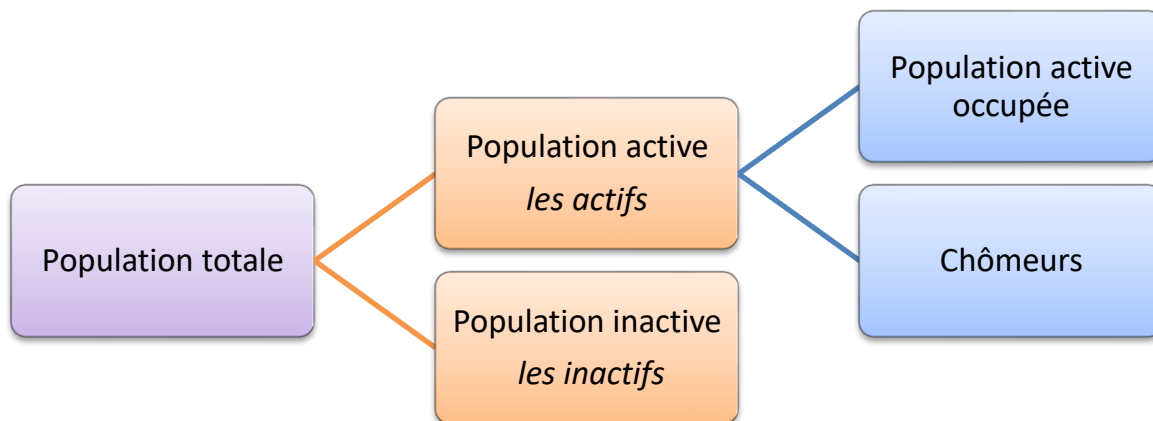 Population totale
Population active
les actifs
Population inactive
les inactifs
Population active
occupée
Chômeurs